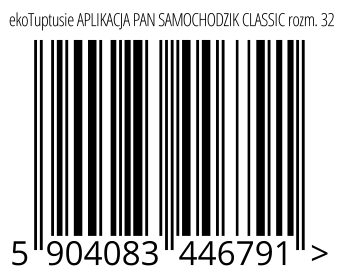 ekoTuptusie APLIKACJA PAN SAMOCHODZIK CLASSIC rozm. 32
5 904083 446791 >